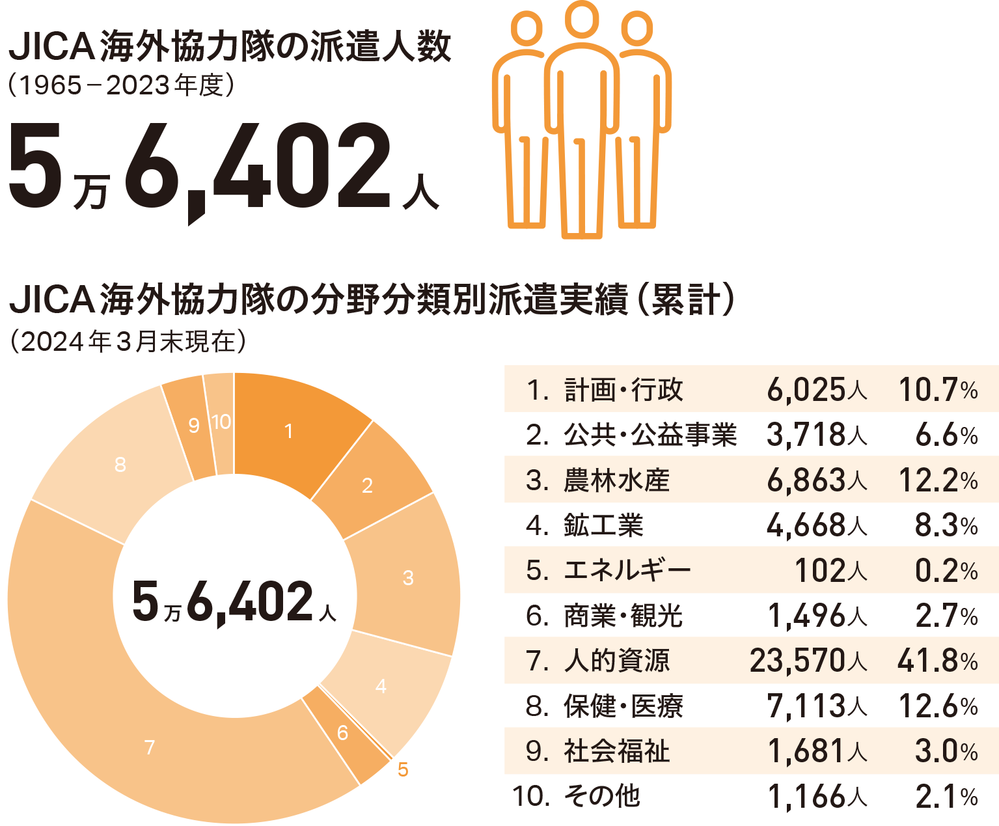 JICA海外協力隊の派遣人数
（1965－2023年度）
5万6,402人
JICA海外協力隊の分野分類別派遣実績（累計）
（2024年3月末現在）
1
2
3
4
5
6
7
8
9
10
5万6,402人
1. 計画・行政 6,025人 10.7%
2. 公共・公益事業 3,718人 6.6%
3. 農林水産 6,863人 12.2%
4. 鉱工業 4,668人 8.3%
5. エネルギー 102人 0.2%
6. 商業・観光 1,496人 2.7%
7. 人的資源 23,570人 41.8%
8. 保健・医療 7,113人 12.6%
9. 社会福祉 1,681人 3.0%
10. その他 1,166人 2.1%